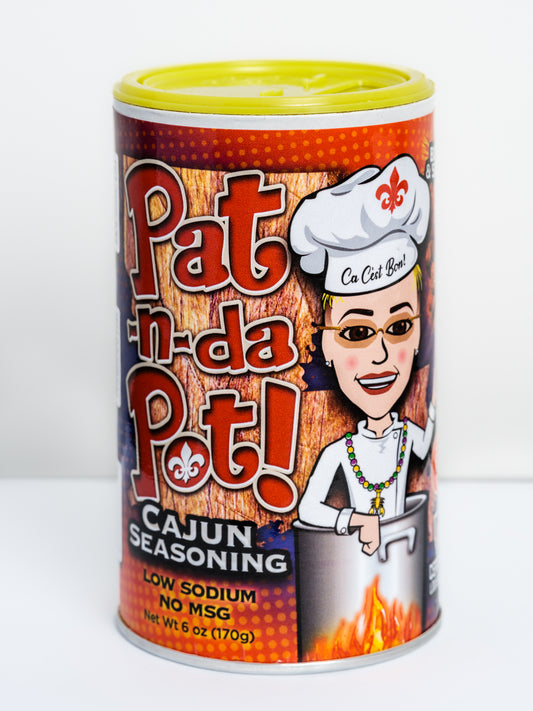 Pat
-n-da
Pot!
CAJUN
SEASONING
LOW SODIUM
NO MSG
Net Wt 6 oz (170g)
Ca C'est Bon!